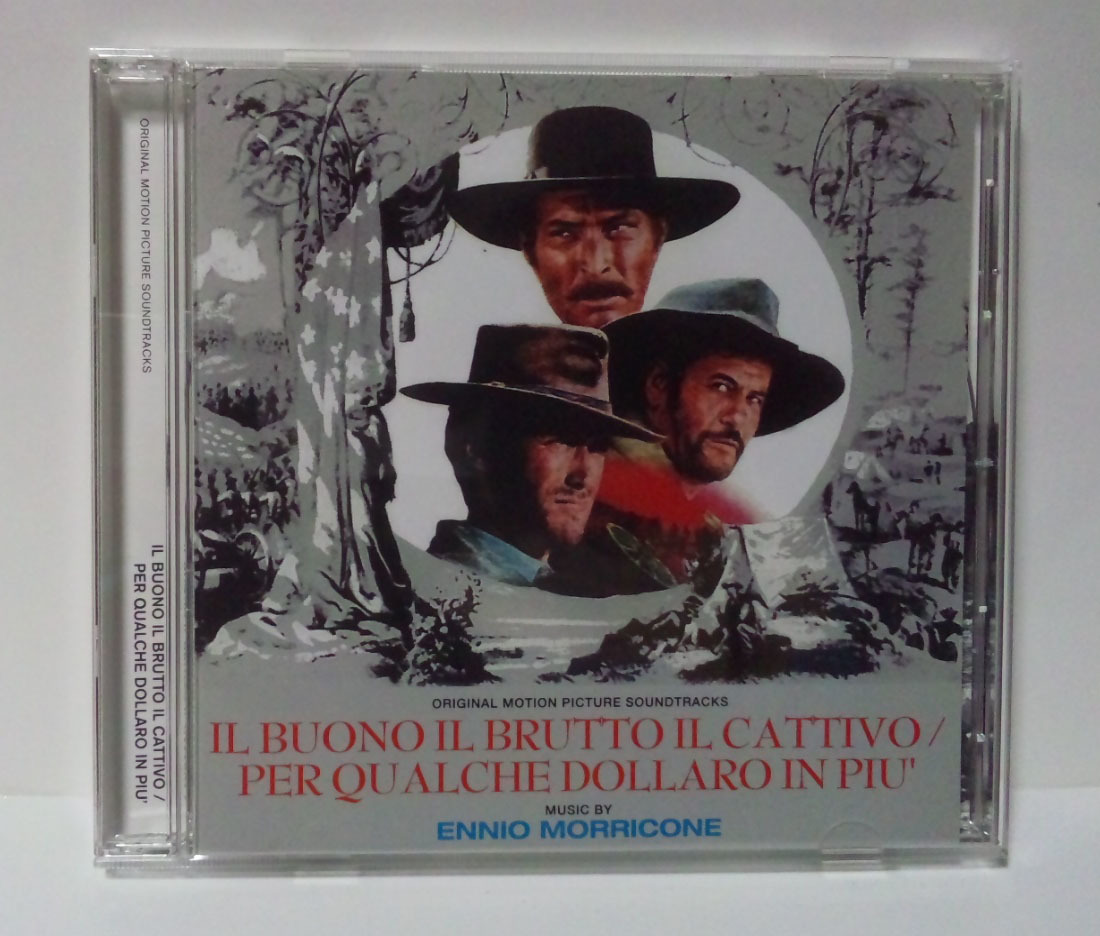 ORIGINAL MOTION PICTURE SOUNDTRACKS
IL BUONO IL BRUTTO IL CATTIVO /
PER QUALCHE DOLLARO IN PIU'
ORIGINAL MOTION PICTURE SOUNDTRACKS
IL BUONO IL BRUTTO IL CATTIVO /
PER QUALCHE DOLLARO IN PIU'
MUSIC BY
ENNIO MORRICONE